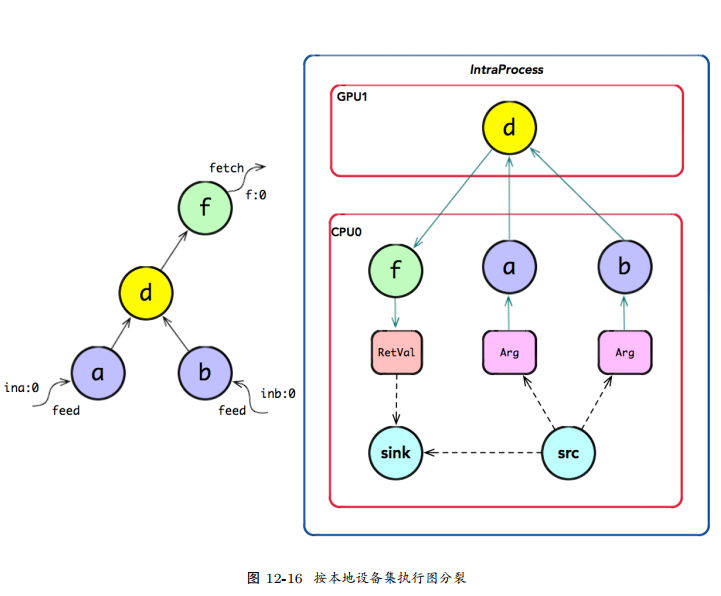 fetch
f:0
f
d
a
b
ina:0
feed
inb:0
feed
IntraProcess
GPU1
d
CPU0
f
a
b
RetVal
Arg
Arg
sink
src
图 12-16 按本地设备集执行图分裂